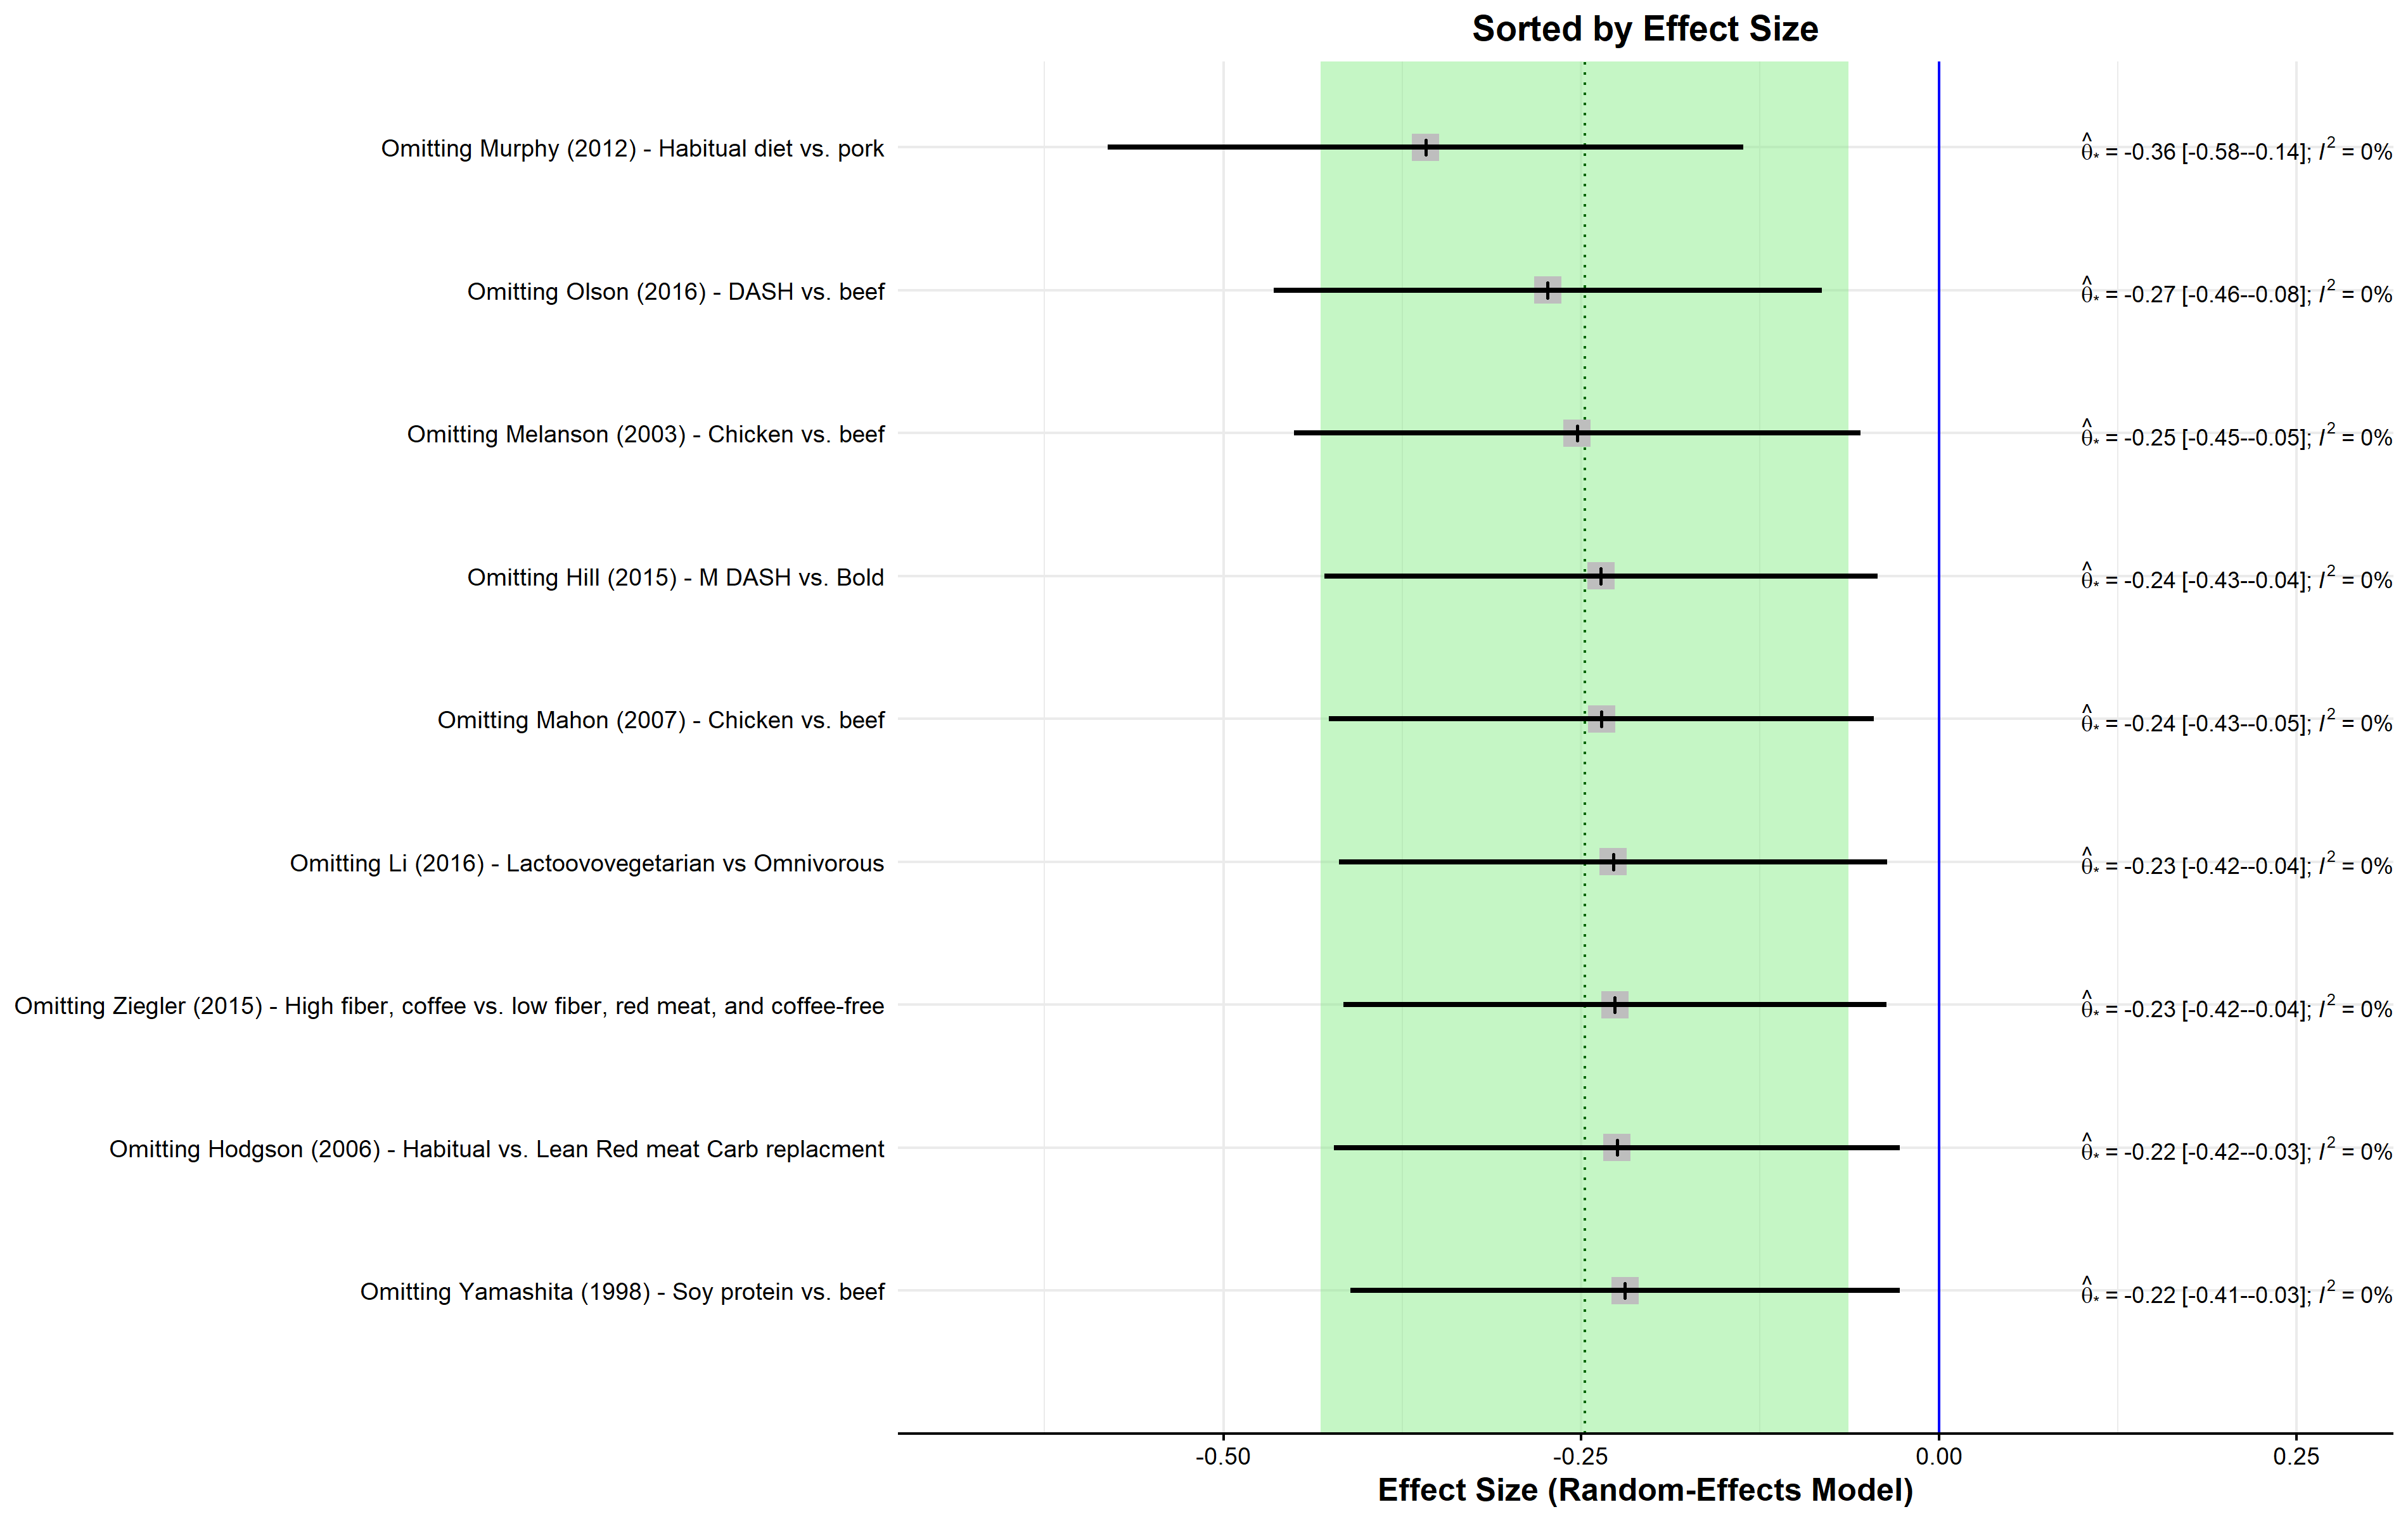 Sorted by Effect Size
Omitting Murphy (2012) - Habitual diet vs. pork
θ̂* = -0.36 [-0.58--0.14]; I² = 0%
Omitting Olson (2016) - DASH vs. beef
θ̂* = -0.27 [-0.46--0.08]; I² = 0%
Omitting Melanson (2003) - Chicken vs. beef
θ̂* = -0.25 [-0.45--0.05]; I² = 0%
Omitting Hill (2015) - M DASH vs. Bold
θ̂* = -0.24 [-0.43--0.04]; I² = 0%
Omitting Mahon (2007) - Chicken vs. beef
θ̂* = -0.24 [-0.43--0.05]; I² = 0%
Omitting Li (2016) - Lactoovovegetarian vs Omnivorous
θ̂* = -0.23 [-0.42--0.04]; I² = 0%
Omitting Ziegler (2015) - High fiber, coffee vs. low fiber, red meat, and coffee-free
θ̂* = -0.23 [-0.42--0.04]; I² = 0%
Omitting Hodgson (2006) - Habitual vs. Lean Red meat Carb replacment
θ̂* = -0.22 [-0.42--0.03]; I² = 0%
Omitting Yamashita (1998) - Soy protein vs. beef
θ̂* = -0.22 [-0.41--0.03]; I² = 0%
-0.50 -0.25 0.00 0.25
Effect Size (Random-Effects Model)